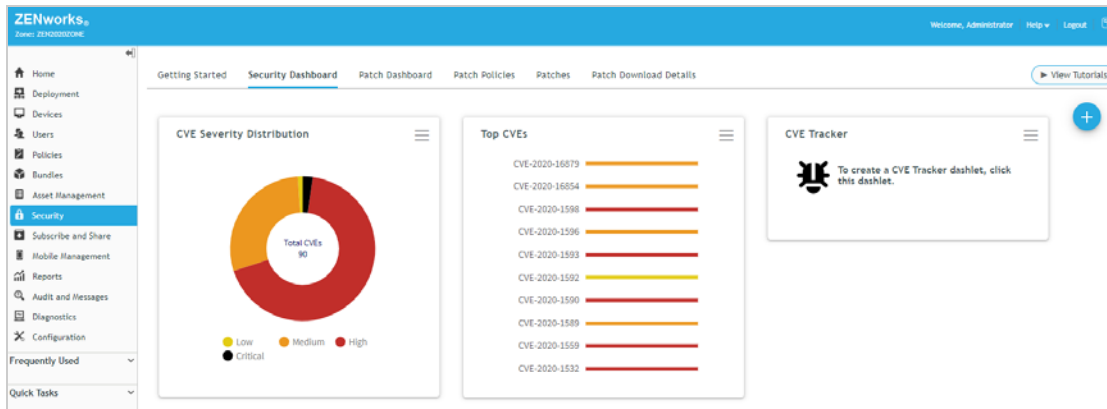 ZENworks®
Zone: ZEN2020ZONE
Welcome, Administrator Help Logout
Home
Deployment
Devices
Users
Policies
Bundles
Asset Management
Security
Subscribe and Share
Mobile Management
Reports
Audit and Messages
Diagnostics
Configuration
Frequently Used
Quick Tasks
Getting Started Security Dashboard Patch Dashboard Patch Policies Patches Patch Download Details
View Tutorials
+
CVE Severity Distribution
Total CVEs
90
Low Medium High
Critical
Top CVEs
CVE-2020-16879
CVE-2020-16854
CVE-2020-1598
CVE-2020-1596
CVE-2020-1593
CVE-2020-1592
CVE-2020-1590
CVE-2020-1589
CVE-2020-1559
CVE-2020-1532
CVE Tracker
To create a CVE Tracker dashlet, click
this dashlet.